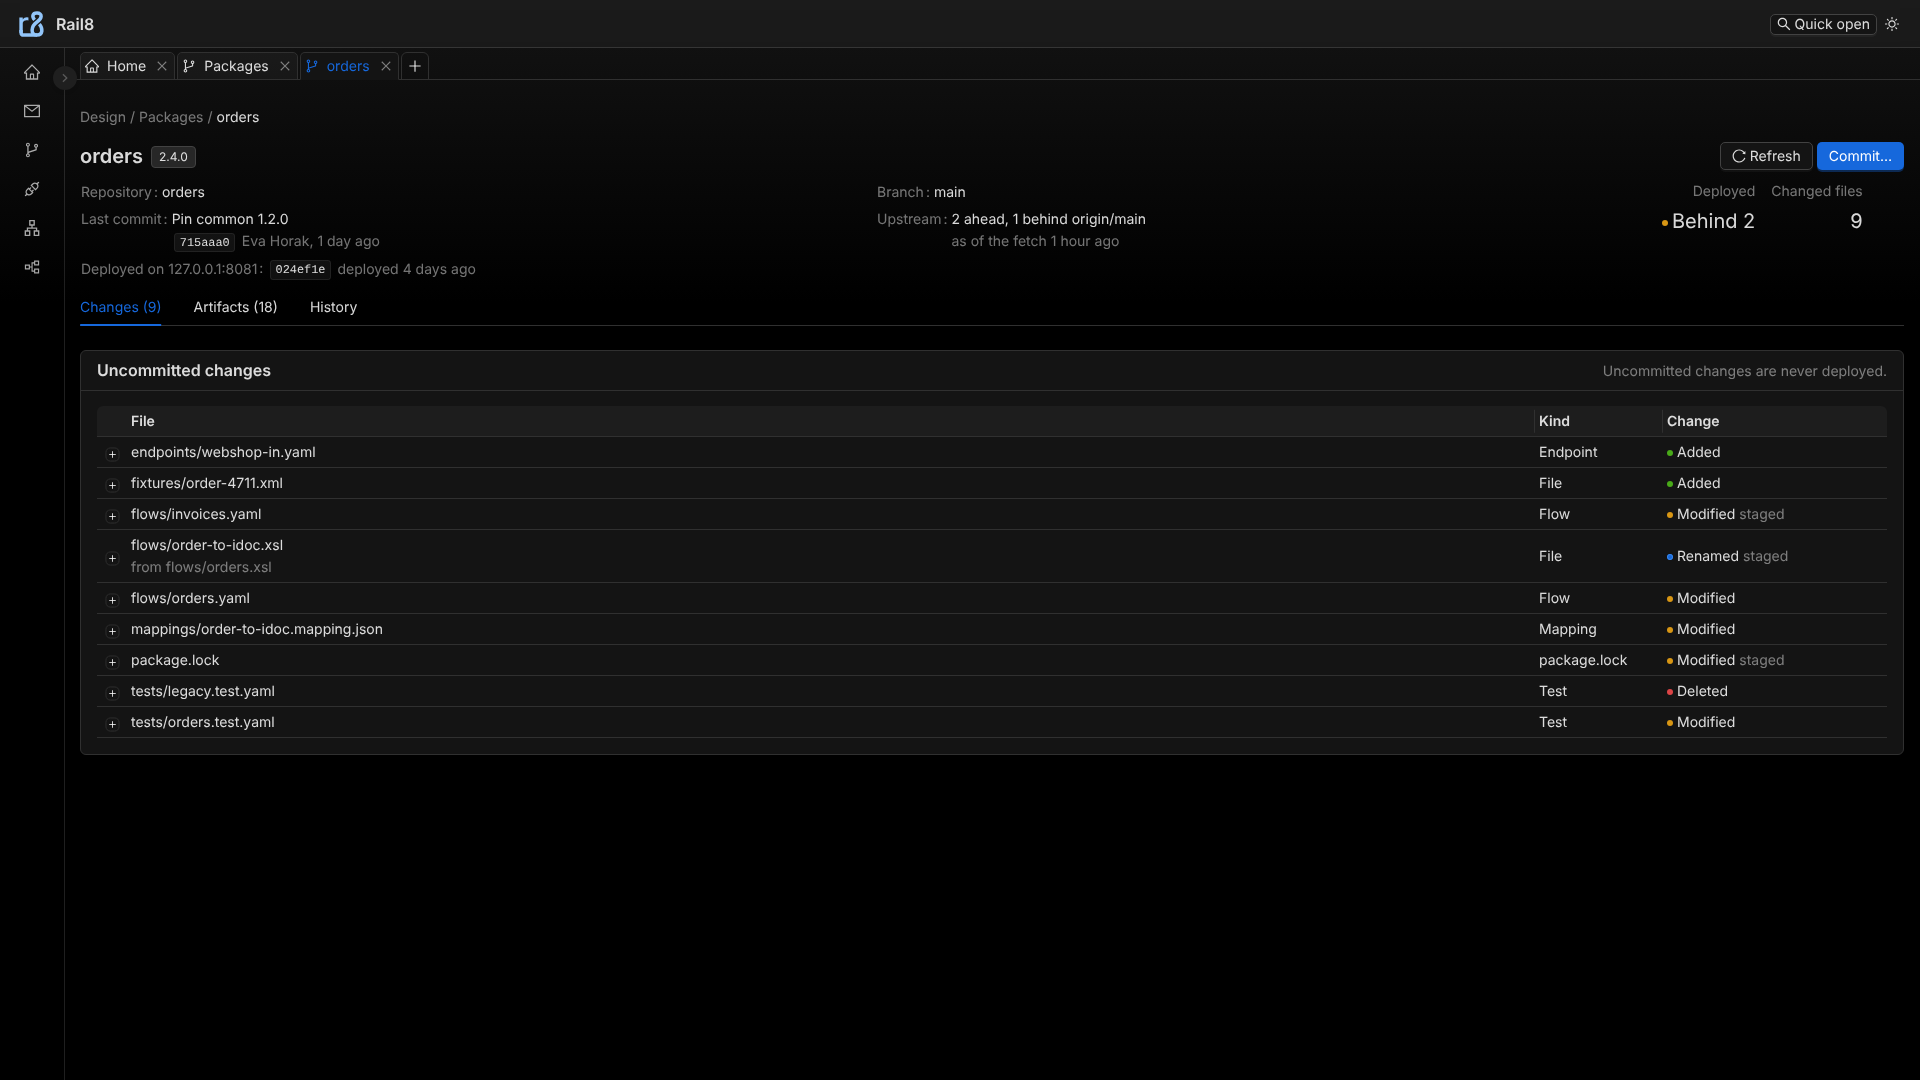 Rail8
Quick open
Home
Packages
orders
Design / Packages / orders
orders 2.4.0
Refresh
Commit...
Repository: orders
Branch: main
Deployed
Changed files
Last commit: Pin common 1.2.0
Upstream: 2 ahead, 1 behind origin/main
Behind 2
9
715aaa0 Eva Horak, 1 day ago
as of the fetch 1 hour ago
Deployed on 127.0.0.1:8081: 024ef1e deployed 4 days ago
Changes (9)
Artifacts (18)
History
Uncommitted changes
Uncommitted changes are never deployed.
File Kind Change
endpoints/webshop-in.yaml Endpoint Added
fixtures/order-4711.xml File Added
flows/invoices.yaml Flow Modified staged
flows/order-to-idoc.xsl
from flows/orders.xsl
File Renamed staged
flows/orders.yaml Flow Modified
mappings/order-to-idoc.mapping.json Mapping Modified
package.lock package.lock Modified staged
tests/legacy.test.yaml Test Deleted
tests/orders.test.yaml Test Modified